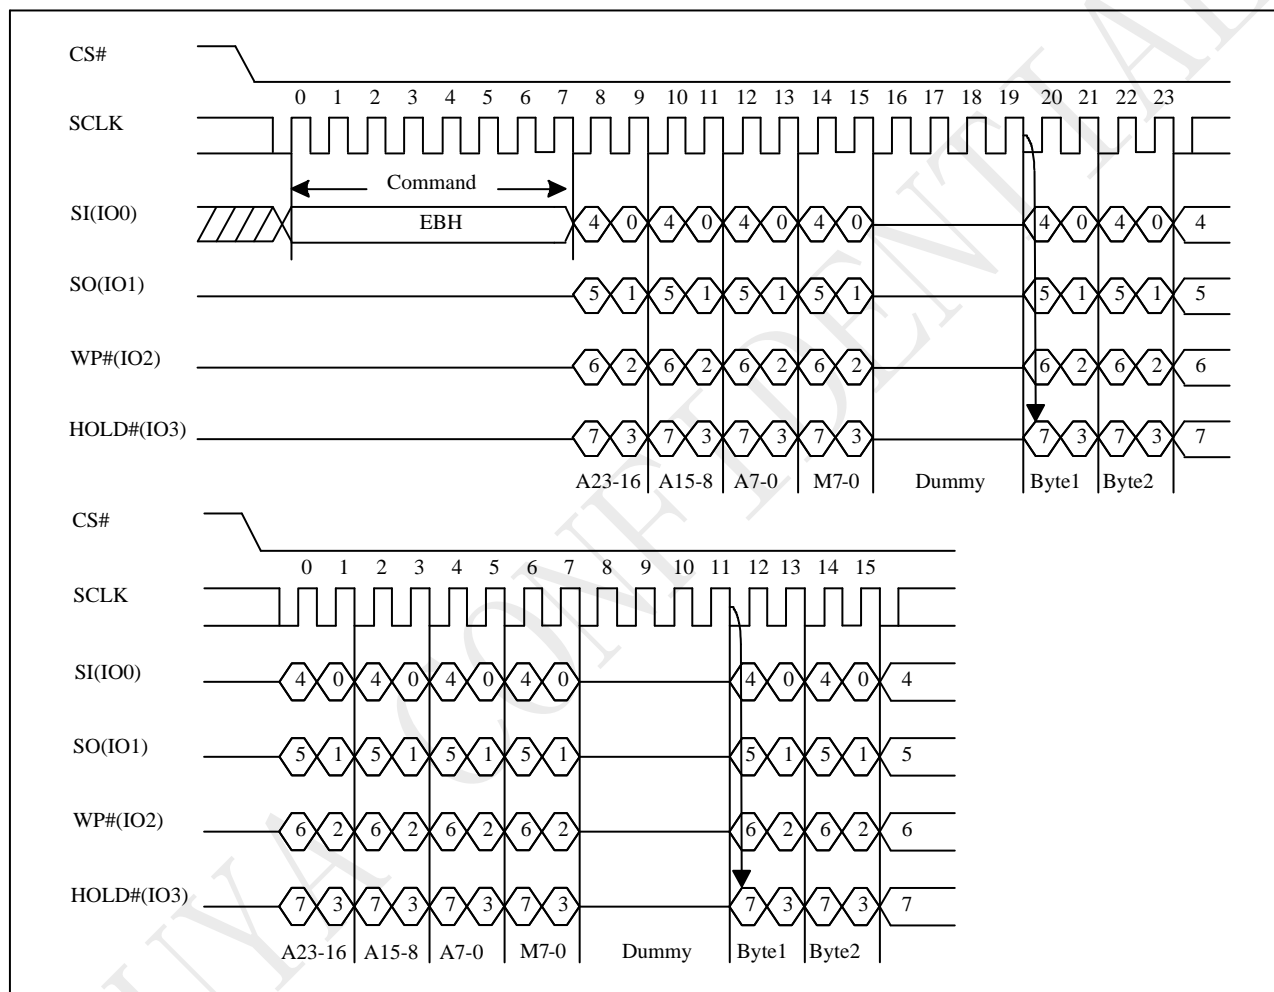 CS#
0 1 2 3 4 5 6 7 8 9 10 11 12 13 14 15 16 17 18 19 20 21 22 23
SCLK
Command
SI(IO0) EBH 4 0 4 0 4 0 4 0 4 0 4 0 4
SO(IO1) 5 1 5 1 5 1 5 1 5 1 5 1 5
WP#(IO2) 6 2 6 2 6 2 6 2 6 2 6 2 6
HOLD#(IO3) 7 3 7 3 7 3 7 3 7 3 7 3 7
A23-16 A15-8 A7-0 M7-0 Dummy Byte1 Byte2
CS#
0 1 2 3 4 5 6 7 8 9 10 11 12 13 14 15
SCLK
SI(IO0) 4 0 4 0 4 0 4 0 4 0 4 0 4
SO(IO1) 5 1 5 1 5 1 5 1 5 1 5 1 5
WP#(IO2) 6 2 6 2 6 2 6 2 6 2 6 2 6
HOLD#(IO3) 7 3 7 3 7 3 7 3 7 3 7 3 7
A23-16 A15-8 A7-0 M7-0 Dummy Byte1 Byte2
UYA CONFIDENTIAL